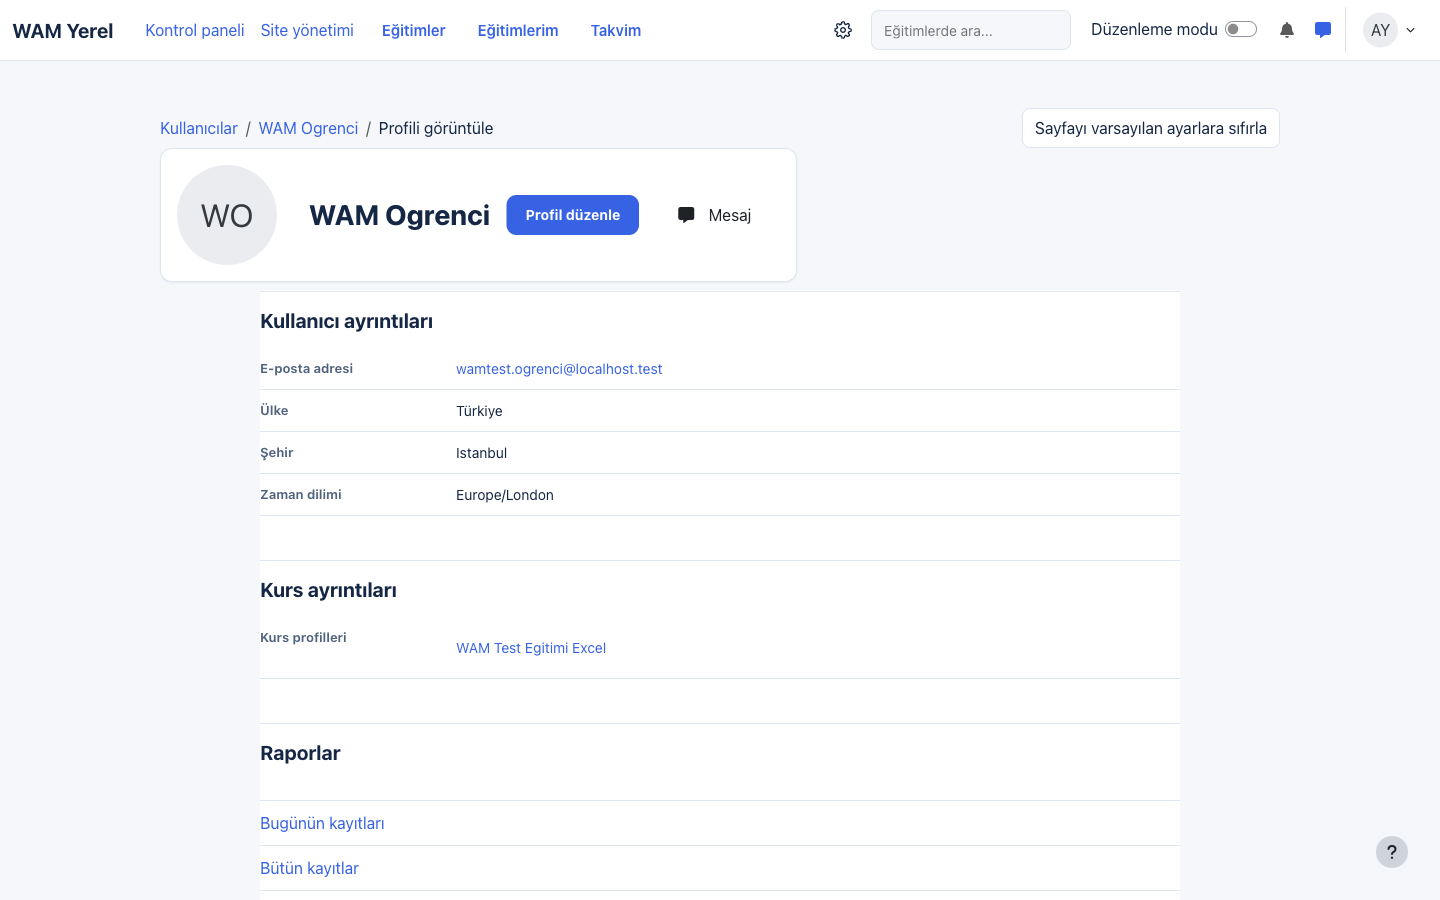 WAM Yerel
Kontrol paneli
Site yönetimi
Eğitimler
Eğitimlerim
Takvim
Eğitimlerde ara...
Düzenleme modu
AY
Kullanıcılar / WAM Ogrenci / Profili görüntüle
Sayfayı varsayılan ayarlara sıfırla
WO
WAM Ogrenci
Profil düzenle
Mesaj
Kullanıcı ayrıntıları
E-posta adresi
wamtest.ogrenci@localhost.test
Ülke
Türkiye
Şehir
Istanbul
Zaman dilimi
Europe/London
Kurs ayrıntıları
Kurs profilleri
WAM Test Egitimi Excel
Raporlar
Bugünün kayıtları
Bütün kayıtlar
?